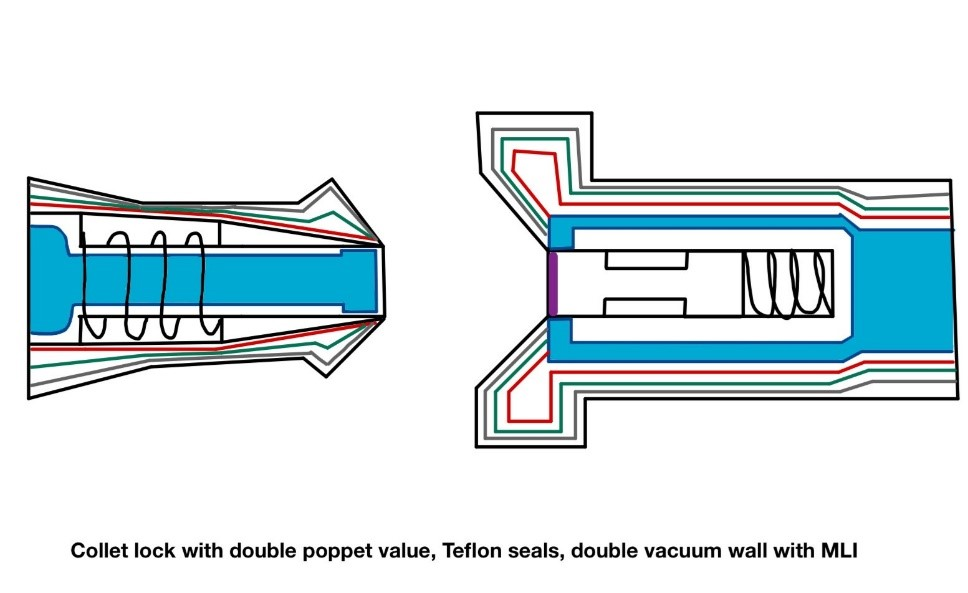 Collet lock with double poppet value, Teflon seals, double vacuum wall with MLI